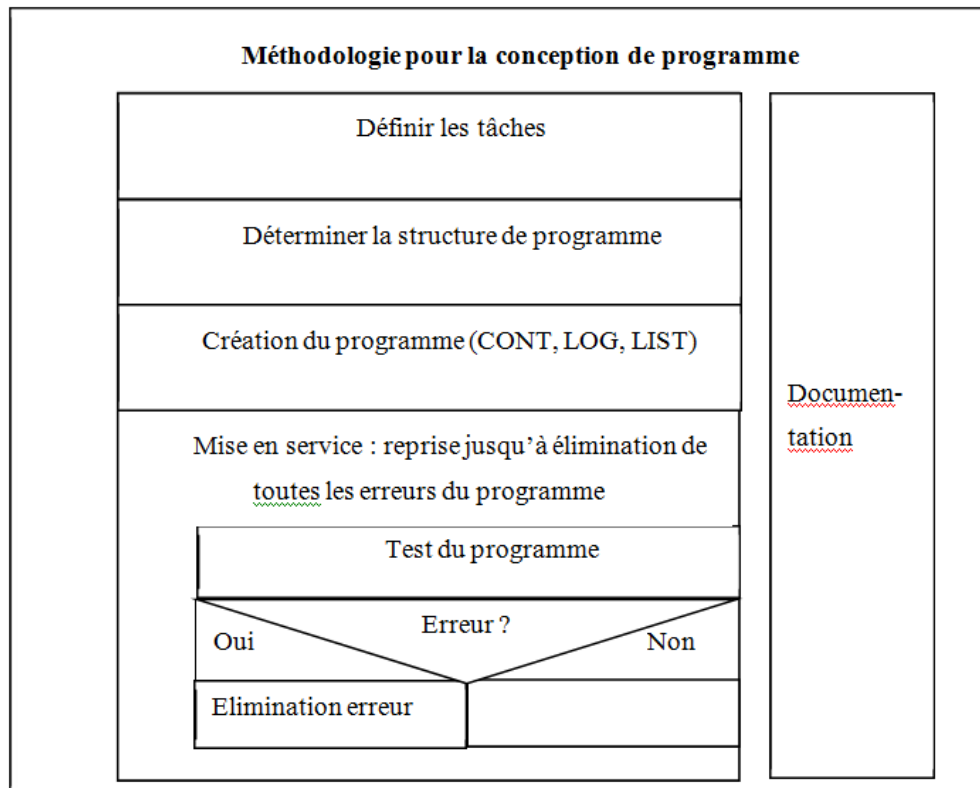 Méthodologie pour la conception de programme
Définir les tâches
Déterminer la structure de programme
Création du programme (CONT, LOG, LIST)
Mise en service : reprise jusqu'à élimination de
toutes les erreurs du programme
Test du programme
Erreur ?
Oui
Non
Elimination erreur
Documen-
tation